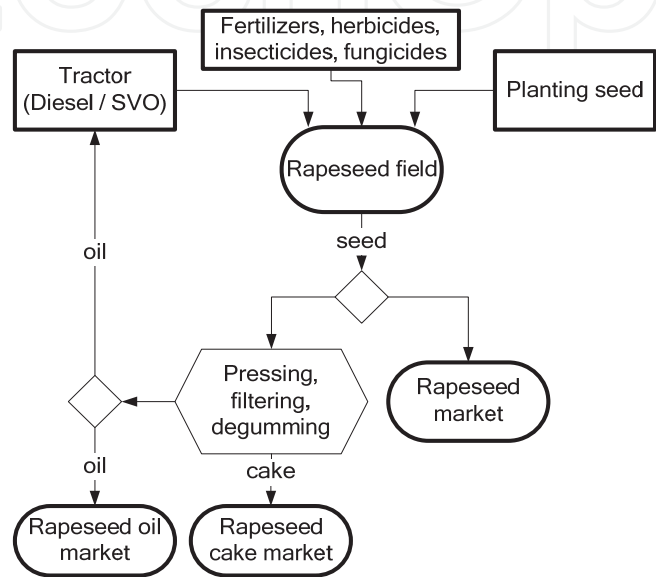 Fertilizers, herbicides,
insecticides, fungicides
Tractor
(Diesel / SVO)
Planting seed
Rapeseed field
seed
oil
Pressing,
filtering,
degumming
Rapeseed
market
oil
cake
Rapeseed oil
market
Rapeseed
cake market